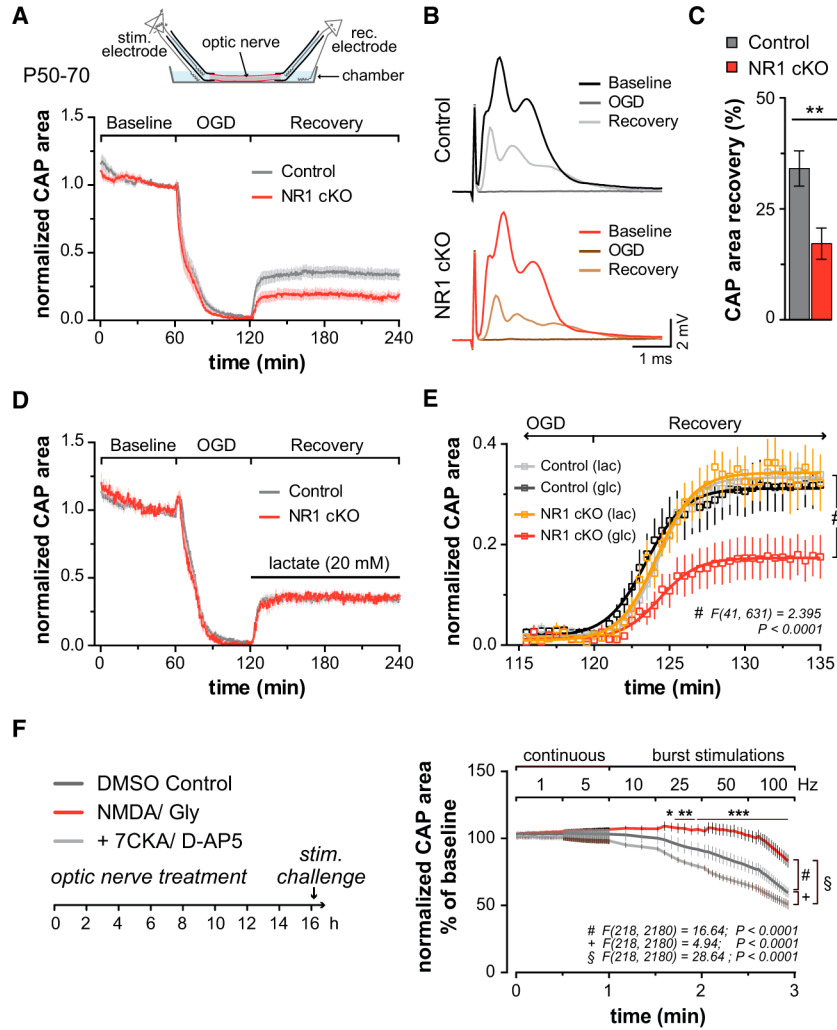 A
stim.
electrode
optic nerve
rec.
electrode
chamber
P50-70
Baseline
OGD
Recovery
Control
NR1 cKO
normalized CAP area
1.5
1.0
0.5
0.0
0
60
120
180
240
time (min)
B
Control
Baseline
OGD
Recovery
NR1 cKO
Baseline
OGD
Recovery
2 mV
1 ms
C
Control
NR1 cKO
CAP area recovery (%)
50
25
0
**
D
Baseline
OGD
Recovery
Control
NR1 cKO
lactate (20 mM)
normalized CAP area
1.5
1.0
0.5
0.0
0
60
120
180
240
time (min)
E
OGD
Recovery
Control (lac)
Control (glc)
NR1 cKO (lac)
NR1 cKO (glc)
normalized CAP area
0.4
0.2
0.0
#
# F(41, 631) = 2.395
P < 0.0001
115
120
125
130
135
time (min)
F
DMSO Control
NMDA/ Gly
+ 7CKA/ D-AP5
optic nerve treatment
stim.
challenge
0 2 4 6 8 10 12 14 16 h
continuous
burst stimulations
1 5 10 25 50 100 Hz
normalized CAP area
% of baseline
150
100
50
0
* ** ***
#
+
§
# F(218, 2180) = 16.64; P < 0.0001
+ F(218, 2180) = 4.94; P < 0.0001
§ F(218, 2180) = 28.64 ; P < 0.0001
0
1
2
3
time (min)